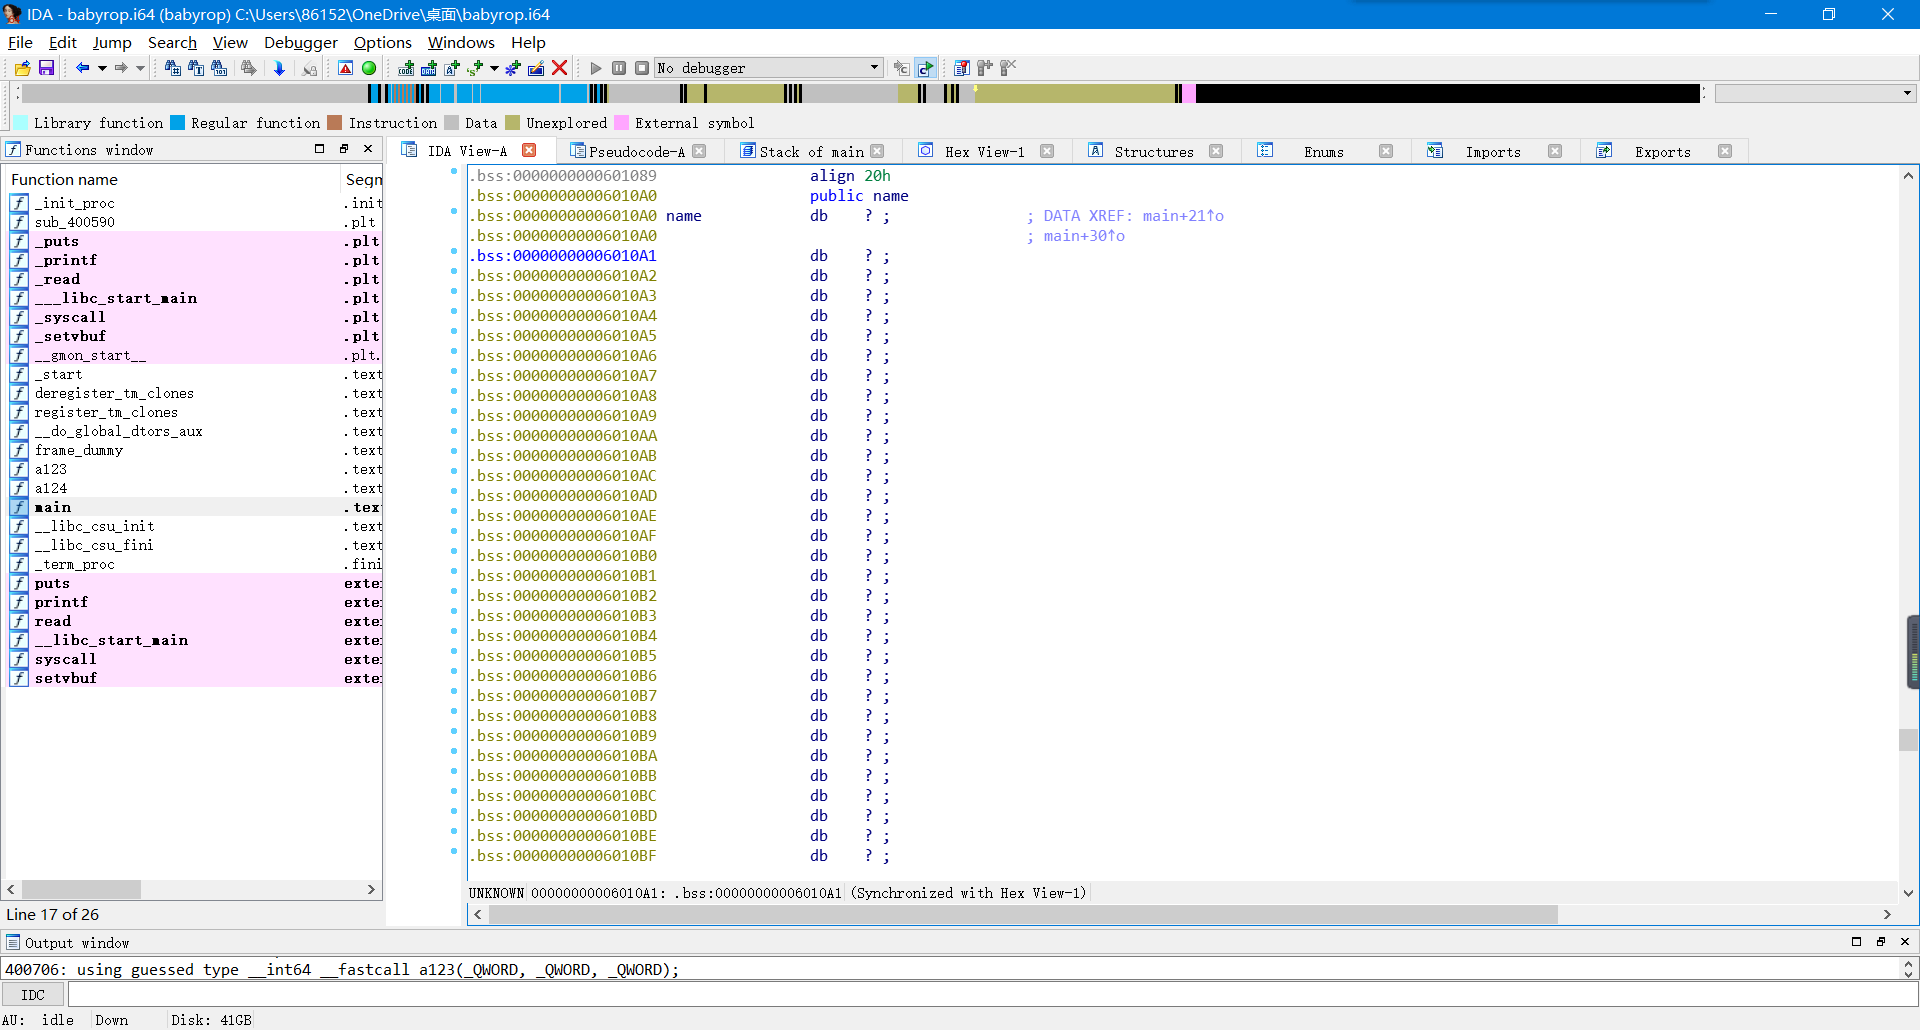 IDA - babyrop.i64 (babyrop) C:\Users\86152\OneDrive\桌面\babyrop.i64
File Edit Jump Search View Debugger Options Windows Help
No debugger
Library function Regular function Instruction Data Unexplored External symbol
Functions window
IDA View-A Pseudocode-A Stack of main Hex View-1 Structures Enums Imports Exports
Function name Segm
_init_proc .init
sub_400590 .plt
_puts .plt
_printf .plt
_read .plt
___libc_start_main .plt
_syscall .plt
_setvbuf .plt
__gmon_start__ .plt.
_start .text
deregister_tm_clones .text
register_tm_clones .text
__do_global_dtors_aux .text
frame_dummy .text
a123 .text
a124 .text
main .text
__libc_csu_init .text
__libc_csu_fini .text
_term_proc .fini
puts exte
printf exte
read exte
__libc_start_main exte
syscall exte
setvbuf exte
Line 17 of 26
.bss:0000000000601089 align 20h
.bss:00000000006010A0 public name
.bss:00000000006010A0 name db ? ; ; DATA XREF: main+21↑o
.bss:00000000006010A0 ; main+30↑o
.bss:00000000006010A1 db ? ;
.bss:00000000006010A2 db ? ;
.bss:00000000006010A3 db ? ;
.bss:00000000006010A4 db ? ;
.bss:00000000006010A5 db ? ;
.bss:00000000006010A6 db ? ;
.bss:00000000006010A7 db ? ;
.bss:00000000006010A8 db ? ;
.bss:00000000006010A9 db ? ;
.bss:00000000006010AA db ? ;
.bss:00000000006010AB db ? ;
.bss:00000000006010AC db ? ;
.bss:00000000006010AD db ? ;
.bss:00000000006010AE db ? ;
.bss:00000000006010AF db ? ;
.bss:00000000006010B0 db ? ;
.bss:00000000006010B1 db ? ;
.bss:00000000006010B2 db ? ;
.bss:00000000006010B3 db ? ;
.bss:00000000006010B4 db ? ;
.bss:00000000006010B5 db ? ;
.bss:00000000006010B6 db ? ;
.bss:00000000006010B7 db ? ;
.bss:00000000006010B8 db ? ;
.bss:00000000006010B9 db ? ;
.bss:00000000006010BA db ? ;
.bss:00000000006010BB db ? ;
.bss:00000000006010BC db ? ;
.bss:00000000006010BD db ? ;
.bss:00000000006010BE db ? ;
.bss:00000000006010BF db ? ;
UNKNOWN 00000000006010A1: .bss:00000000006010A1 (Synchronized with Hex View-1)
Output window
400706: using guessed type __int64 __fastcall a123(_QWORD, _QWORD, _QWORD);
IDC
AU: idle Down Disk: 41GB